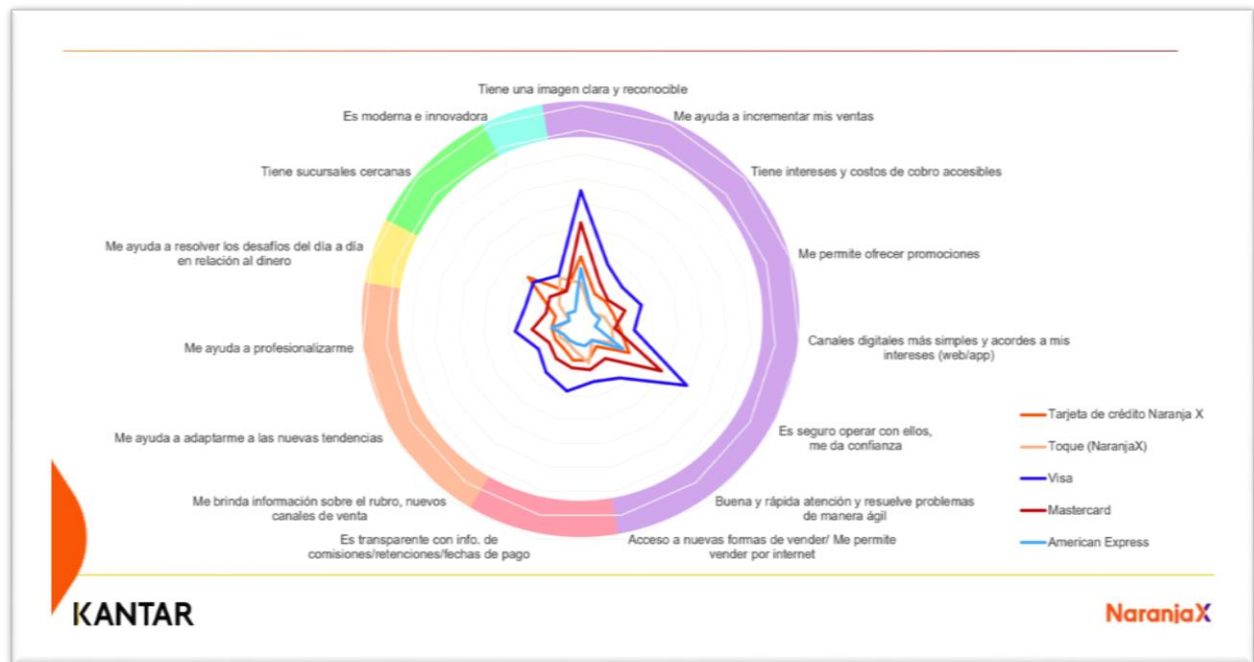 Tiene una imagen clara y reconocible
Es moderna e innovadora
Me ayuda a incrementar mis ventas
Tiene sucursales cercanas
Tiene intereses y costos de cobro accesibles
Me ayuda a resolver los desafíos del día a día
en relación al dinero
Me permite ofrecer promociones
Me ayuda a profesionalizarme
Canales digitales más simples y acordes a mis
intereses (web/app)
Me ayuda a adaptarme a las nuevas tendencias
Es seguro operar con ellos,
me da confianza
Me brinda información sobre el rubro, nuevos
canales de venta
Buena y rápida atención y resuelve problemas
de manera ágil
Es transparente con info. de
comisiones/retenciones/fechas de pago
Acceso a nuevas formas de vender/ Me permite
vender por internet
Tarjeta de crédito Naranja X
Toque (NaranjaX)
Visa
Mastercard
American Express
KANTAR
NaranjaX